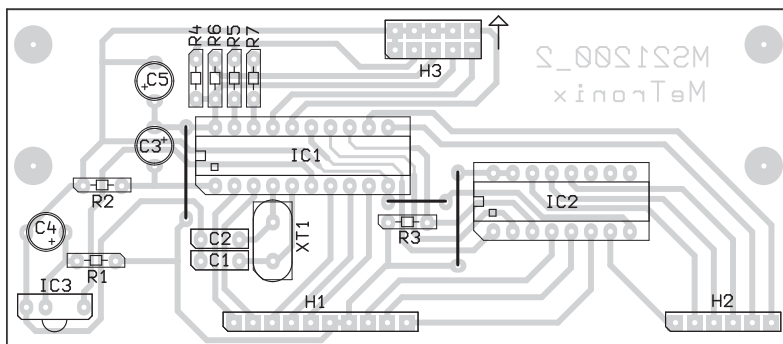 R4
R6
R5
R7
H3
MS21200_2
MeTronix
C5
C3
IC1
R2
IC2
C4
C2
C1
XT1
R3
R1
IC3
H1
H2